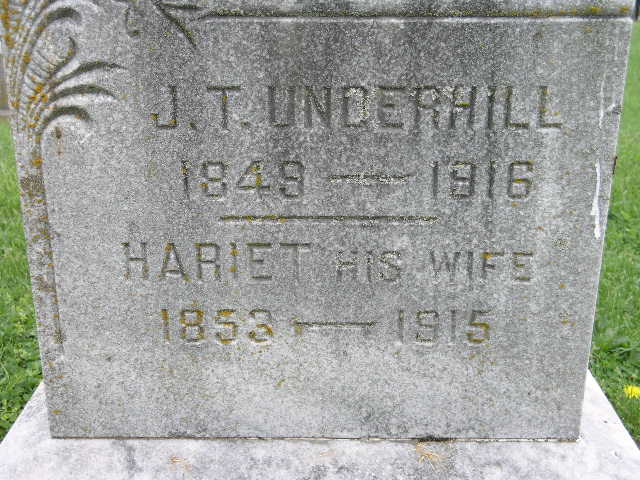 J. T. UNDERHILL
1849 — 1916
HARIET HIS WIFE
1853 — 1915